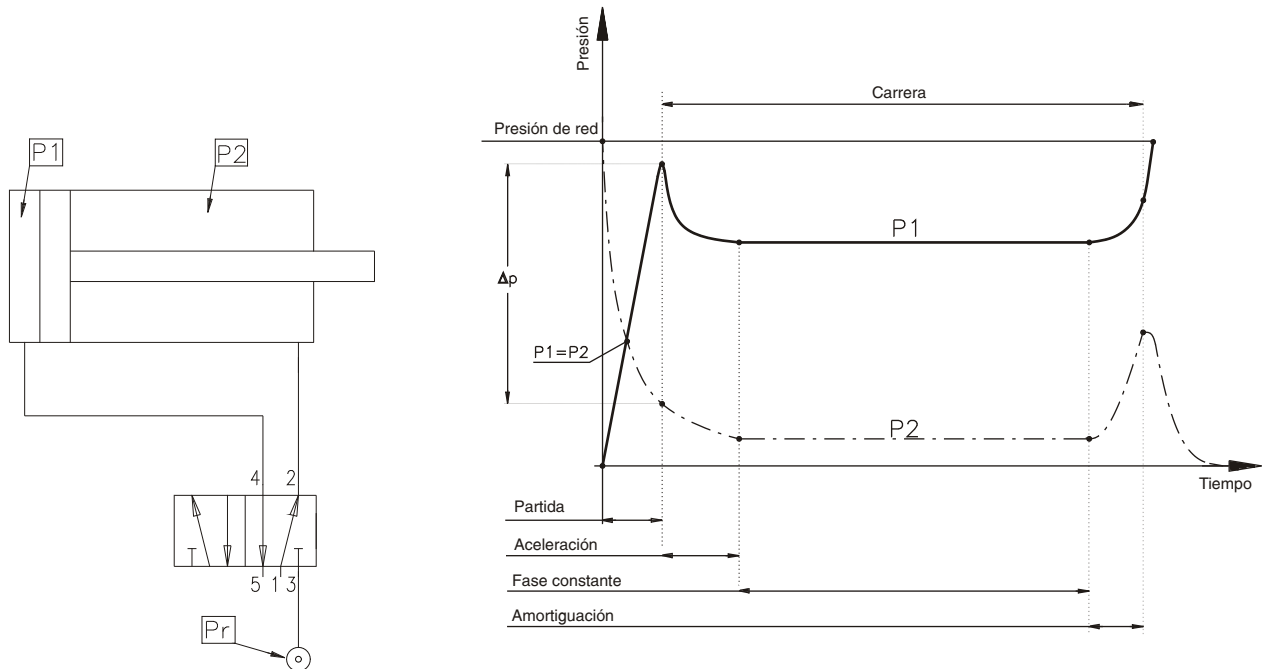 P1
P2
4 2
5 1 3
Pr
Presión
Carrera
Presión de red
P1
Δp
P1=P2
P2
Tiempo
Partida
Aceleración
Fase constante
Amortiguación